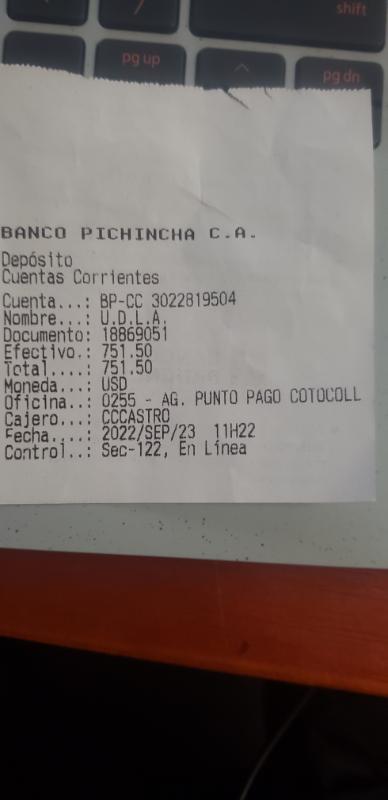 shift
pg up
pg dn
BANCO PICHINCHA C.A.
Depósito
Cuentas Corrientes
Cuenta...: BP-CC 3022819504
Nombre...: U.D.L.A.
Documento: 18869051
Efectivo.: 751.50
Total....: 751.50
Moneda...: USD
Oficina..: 0255 - AG. PUNTO PAGO COTOCOLL
Cajero...: CCCASTRO
Fecha....: 2022/SEP/23 11H22
Control..: Sec-122, En Línea